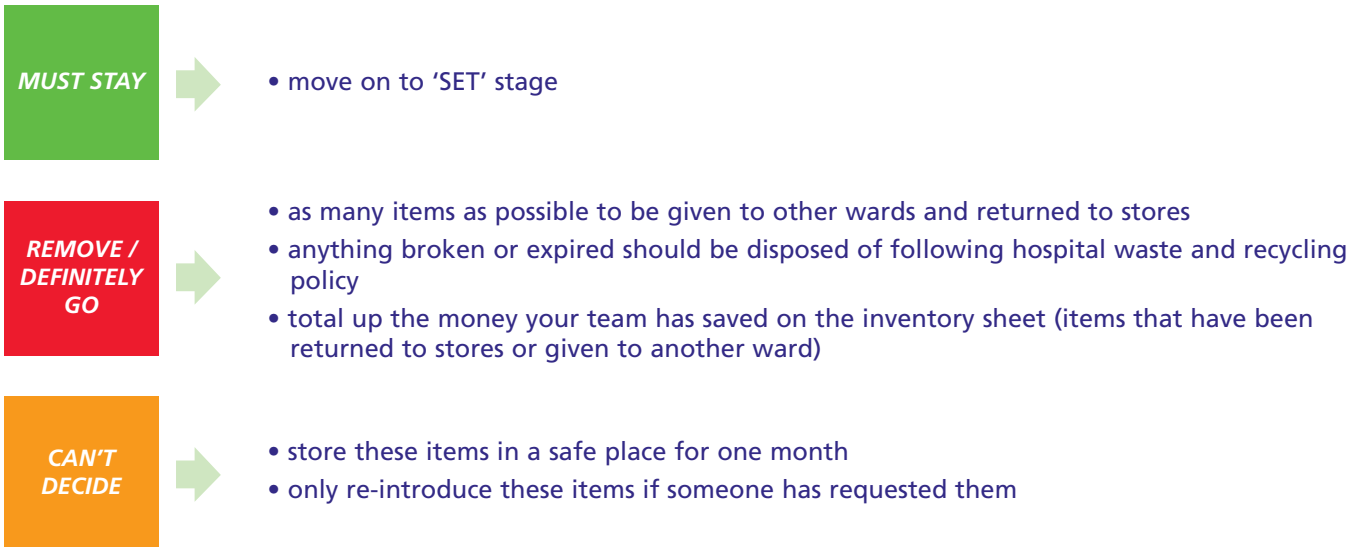 MUST STAY
• move on to ‘SET’ stage
REMOVE /
DEFINITELY
GO
• as many items as possible to be given to other wards and returned to stores
• anything broken or expired should be disposed of following hospital waste and recycling
policy
• total up the money your team has saved on the inventory sheet (items that have been
returned to stores or given to another ward)
CAN'T
DECIDE
• store these items in a safe place for one month
• only re-introduce these items if someone has requested them